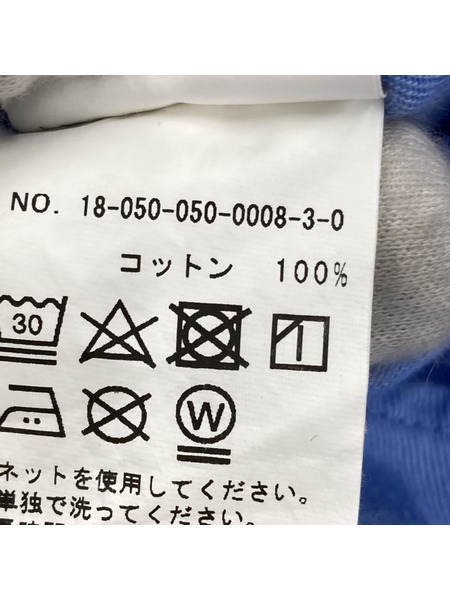 NO. 18-050-050-0008-3-0
コットン 100%
30
W
ネットを使用してください。
単独で洗ってください。